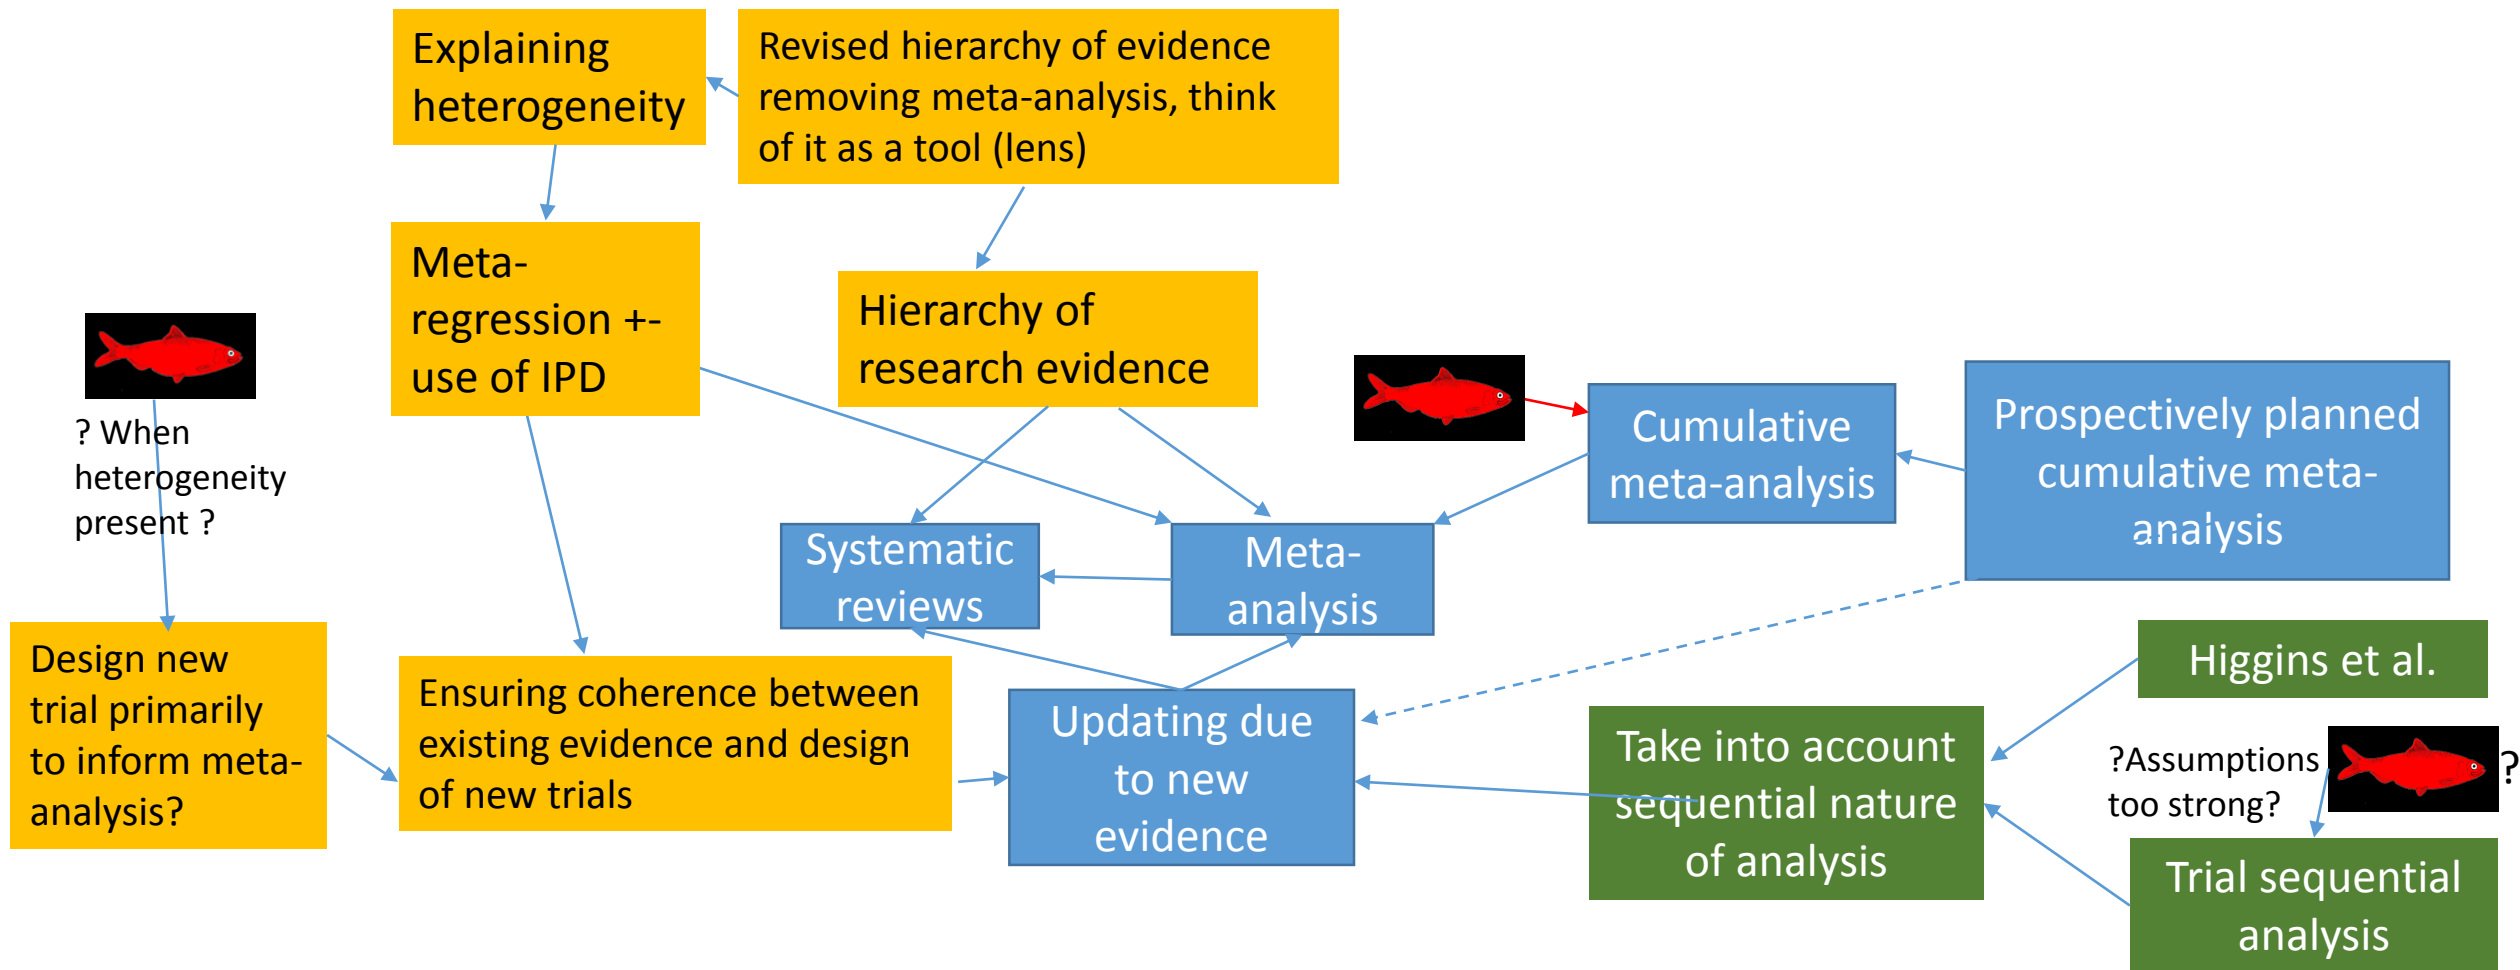 Explaining
heterogeneity
Revised hierarchy of evidence
removing meta-analysis, think
of it as a tool (lens)
Meta-
regression +-
use of IPD
Hierarchy of
research evidence
? When
heterogeneity
present ?
Cumulative
meta-analysis
Prospectively planned
cumulative meta-
analysis
Systematic
reviews
Meta-
analysis
Design new
trial primarily
to inform meta-
analysis?
Ensuring coherence between
existing evidence and design
of new trials
Updating due
to new
evidence
Take into account
sequential nature
of analysis
Higgins et al.
?Assumptions
too strong?
?
Trial sequential
analysis